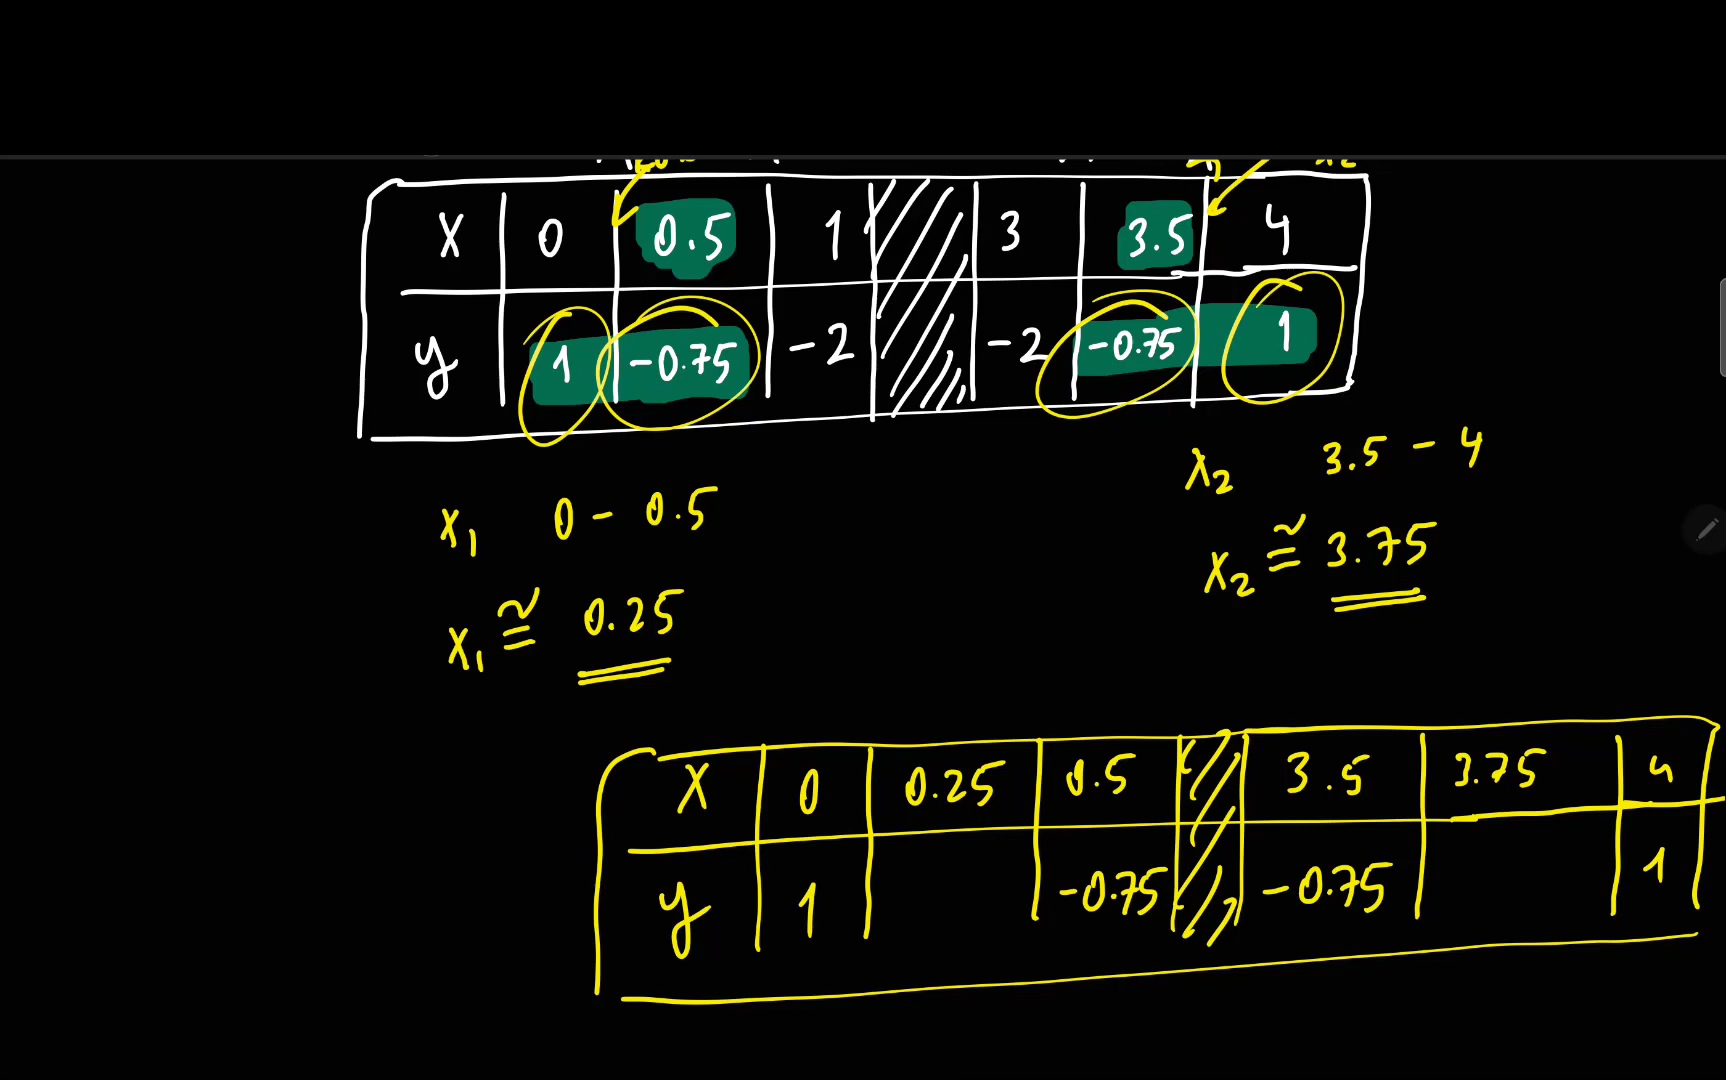 x 0 0.5 1 3 3.5 4
y 1 -0.75 -2 -2 -0.75 1
x₁ 0 - 0.5
x₂ 3.5 - 4
x₁ ≅ 0.25
x₂ ≅ 3.75
x 0 0.25 0.5 3.5 3.75 4
y 1 -0.75 -0.75 1